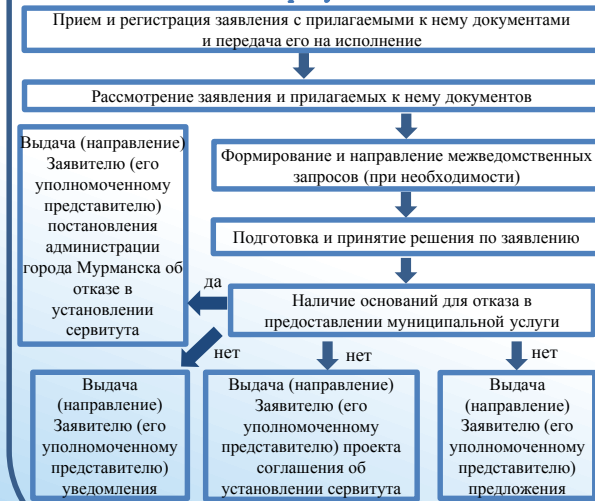 Прием и регистрация заявления с прилагаемыми к нему документами
и передача его на исполнение
Рассмотрение заявления и прилагаемых к нему документов
Выдача (направление)
Заявителю (его
уполномоченному
представителю)
постановления
администрации
города Мурманска об
отказе в
установлении
сервитута
Формирование и направление межведомственных
запросов (при необходимости)
Подготовка и принятие решения по заявлению
да
Наличие оснований для отказа в
предоставлении муниципальной услуги
нет
нет
нет
Выдача
(направление)
Заявителю (его
уполномоченному
представителю)
уведомления
Выдача (направление)
Заявителю (его
уполномоченному
представителю) проекта
соглашения об
установлении сервитута
Выдача
(направление)
Заявителю (его
уполномоченному
представителю)
предложения